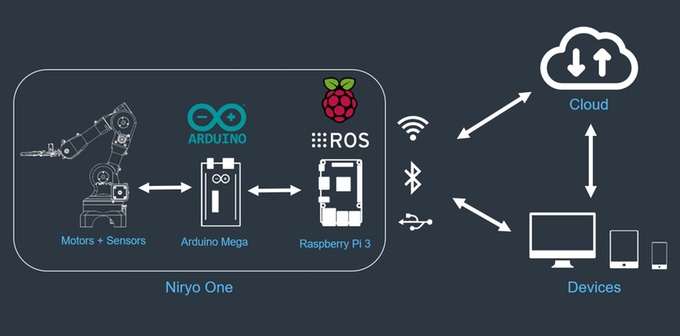 ARDUINO
ROS
Motors + Sensors
Arduino Mega
Raspberry Pi 3
Niryo One
Cloud
Devices